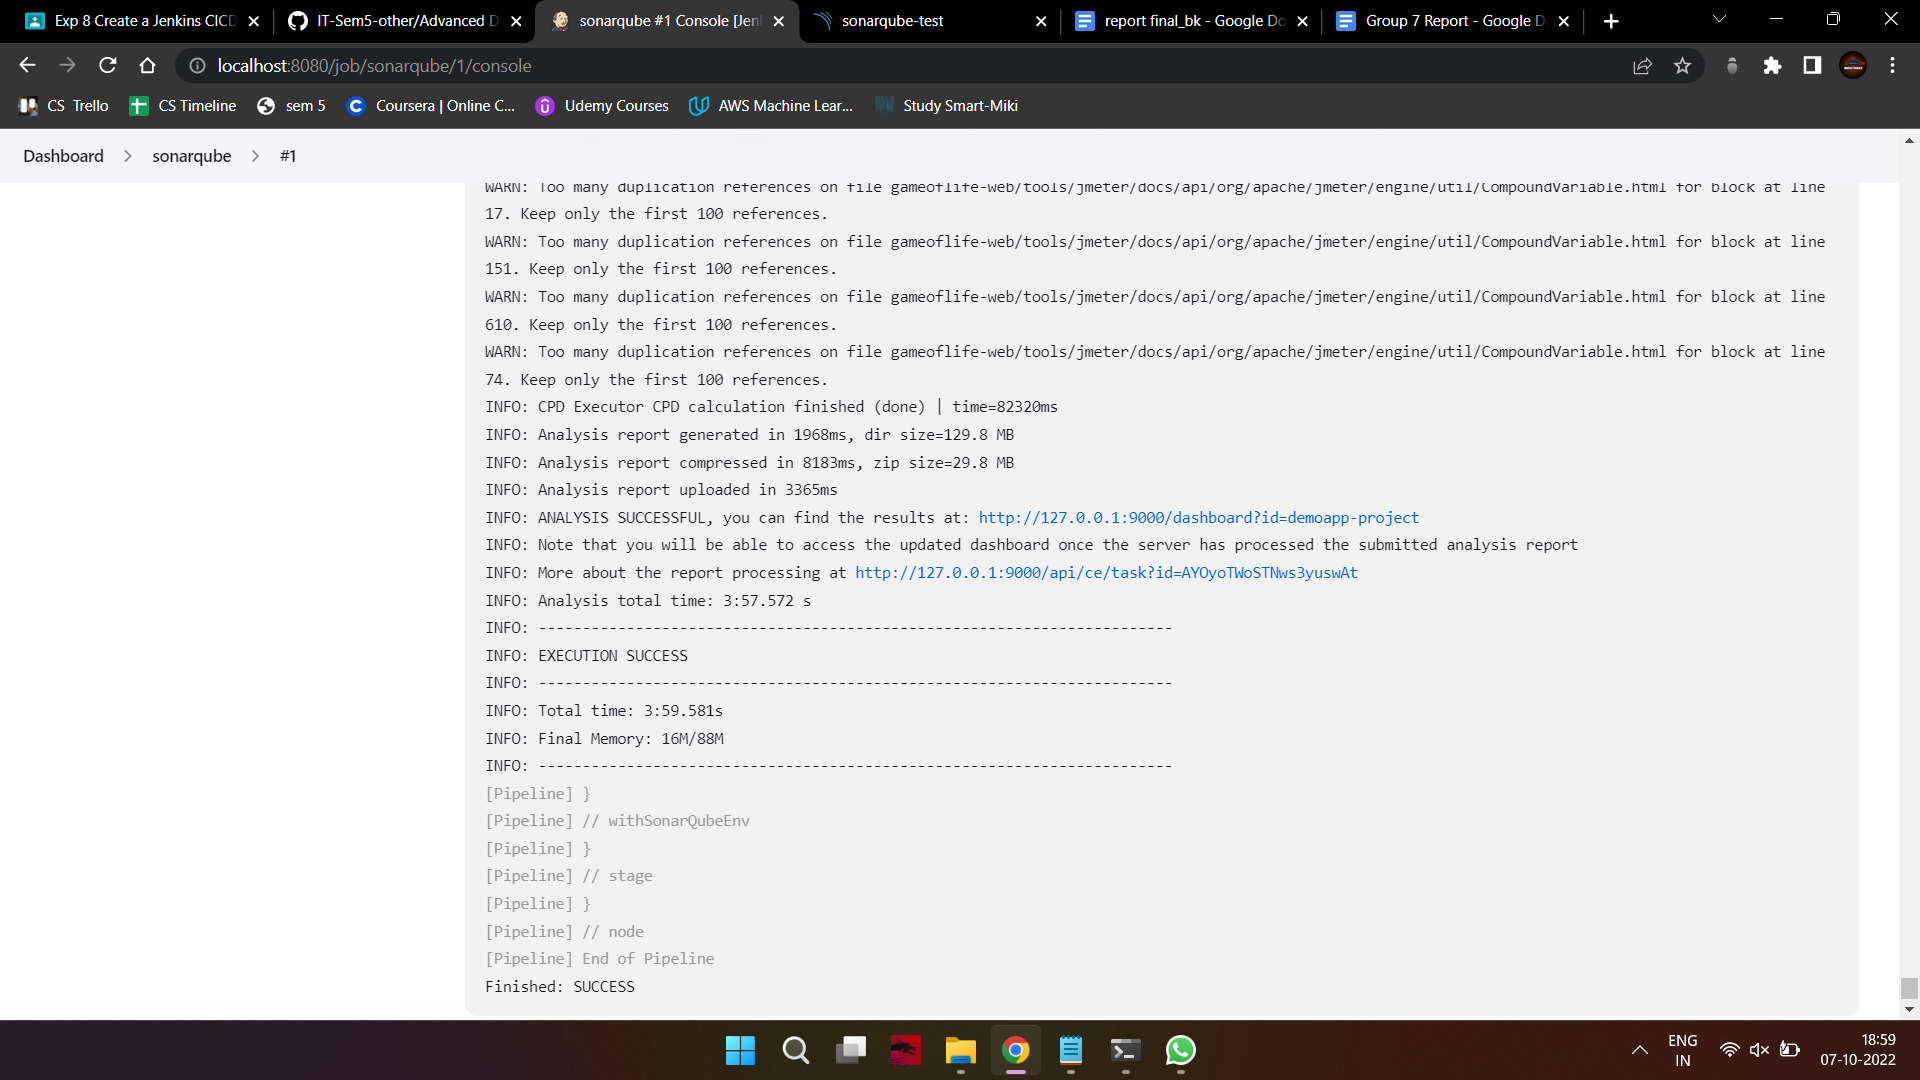 Exp 8 Create a Jenkins CICD
IT-Sem5-other/Advanced D
sonarqube #1 Console [Jen
sonarqube-test
report final_bk - Google Do
Group 7 Report - Google D
localhost:8080/job/sonarqube/1/console
CS Trello
CS Timeline
sem 5
Coursera | Online C...
Udemy Courses
AWS Machine Lear...
Study Smart-Miki
Dashboard > sonarqube > #1
WARN: Too many duplication references on file gameoflife-web/tools/jmeter/docs/api/org/apache/jmeter/engine/util/CompoundVariable.html for block at line
17. Keep only the first 100 references.
WARN: Too many duplication references on file gameoflife-web/tools/jmeter/docs/api/org/apache/jmeter/engine/util/CompoundVariable.html for block at line
151. Keep only the first 100 references.
WARN: Too many duplication references on file gameoflife-web/tools/jmeter/docs/api/org/apache/jmeter/engine/util/CompoundVariable.html for block at line
610. Keep only the first 100 references.
WARN: Too many duplication references on file gameoflife-web/tools/jmeter/docs/api/org/apache/jmeter/engine/util/CompoundVariable.html for block at line
74. Keep only the first 100 references.
INFO: CPD Executor CPD calculation finished (done) | time=82320ms
INFO: Analysis report generated in 1968ms, dir size=129.8 MB
INFO: Analysis report compressed in 8183ms, zip size=29.8 MB
INFO: Analysis report uploaded in 3365ms
INFO: ANALYSIS SUCCESSFUL, you can find the results at: http://127.0.0.1:9000/dashboard?id=demoapp-project
INFO: Note that you will be able to access the updated dashboard once the server has processed the submitted analysis report
INFO: More about the report processing at http://127.0.0.1:9000/api/ce/task?id=AYOyoTWoSTNws3yuswAt
INFO: Analysis total time: 3:57.572 s
INFO: ------------------------------------------------------------------------
INFO: EXECUTION SUCCESS
INFO: ------------------------------------------------------------------------
INFO: Total time: 3:59.581s
INFO: Final Memory: 16M/88M
INFO: ------------------------------------------------------------------------
[Pipeline] }
[Pipeline] // withSonarQubeEnv
[Pipeline] }
[Pipeline] // stage
[Pipeline] }
[Pipeline] // node
[Pipeline] End of Pipeline
Finished: SUCCESS
ENG
IN
18:59
07-10-2022